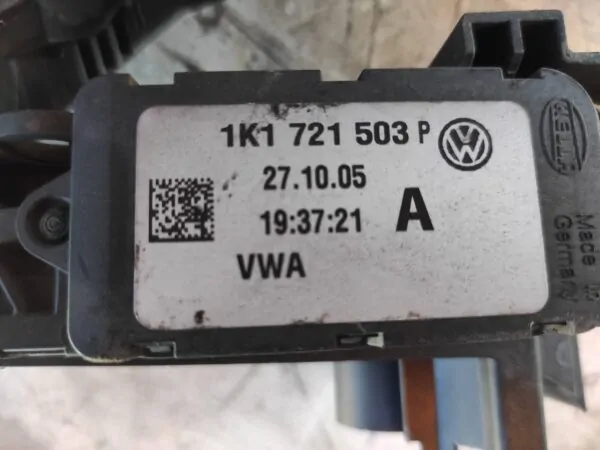 1K1 721 503 P
27.10.05
19:37:21
A
VWA
HELLA
Made in
Germany